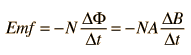 Emf = −N ΔΦ/Δt = −NA ΔB/Δt